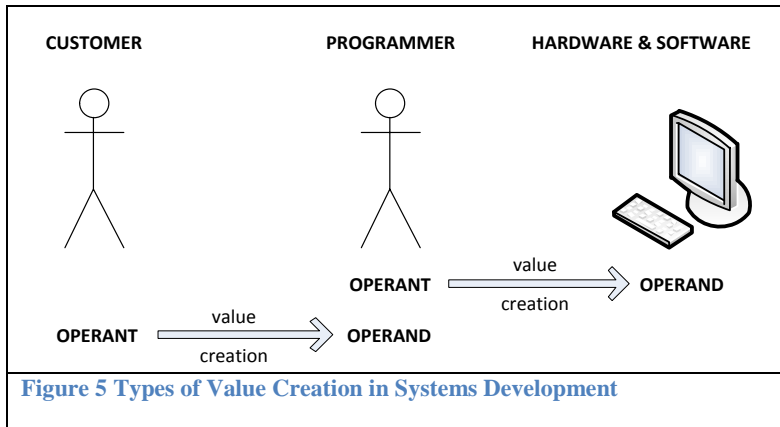 CUSTOMER PROGRAMMER HARDWARE & SOFTWARE
OPERANT value creation OPERAND
OPERANT value creation OPERAND
Figure 5 Types of Value Creation in Systems Development